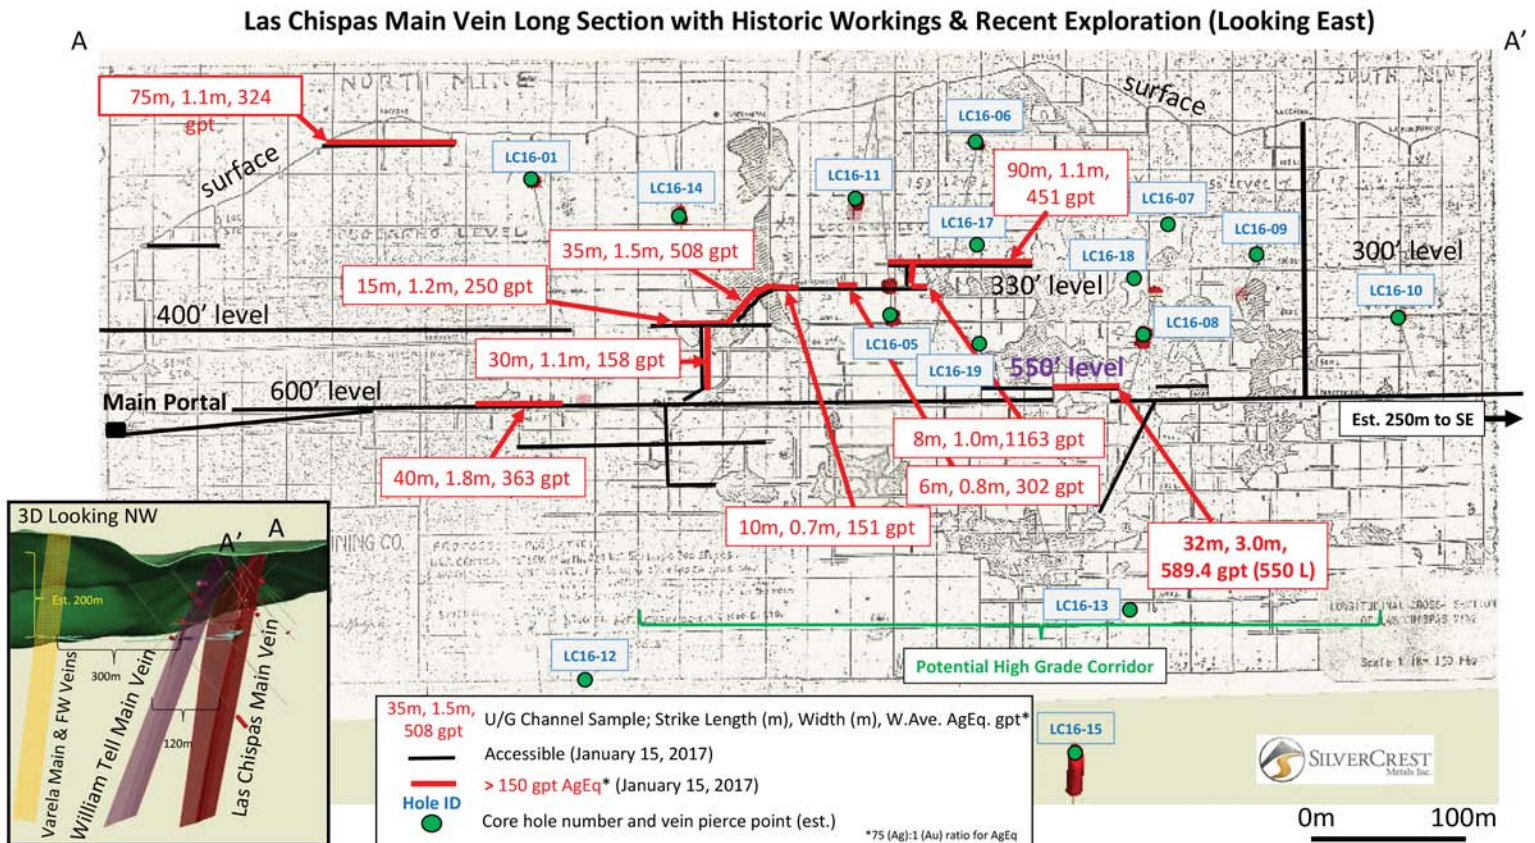 Las Chispas Main Vein Long Section with Historic Workings & Recent Exploration (Looking East)
A
A'
NORTH MINE
SOUTH MINE
75m, 1.1m, 324
gpt
surface
surface
LC16-01
LC16-14
LC16-11
LC16-06
90m, 1.1m,
451 gpt
LC16-17
LC16-07
LC16-18
LC16-09
300' level
LC16-10
35m, 1.5m, 508 gpt
15m, 1.2m, 250 gpt
330' level
400' level
LC16-05
LC16-08
30m, 1.1m, 158 gpt
LC16-19
550' level
600' level
Main Portal
Est. 250m to SE
8m, 1.0m,1163 gpt
40m, 1.8m, 363 gpt
6m, 0.8m, 302 gpt
10m, 0.7m, 151 gpt
32m, 3.0m,
589.4 gpt (550 L)
LC16-13
LC16-12
Potential High Grade Corridor
LC16-15
3D Looking NW
A'
A
Est. 200m
300m
120m
Varela Main & FW Veins
William Tell Main Vein
Las Chispas Main Vein
35m, 1.5m,
508 gpt
U/G Channel Sample; Strike Length (m), Width (m), W.Ave. AgEq. gpt*
Accessible (January 15, 2017)
> 150 gpt AgEq* (January 15, 2017)
Hole ID
Core hole number and vein pierce point (est.)
*75 (Ag):1 (Au) ratio for AgEq
SILVERCREST
Metals Inc.
0m
100m